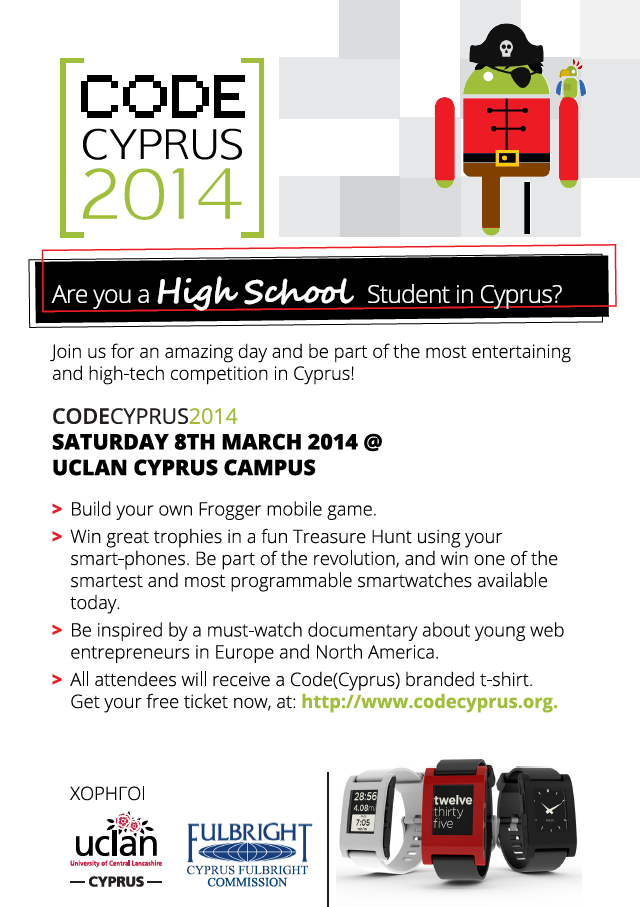 CODE
CYPRUS
2014
Are you a High School Student in Cyprus?
Join us for an amazing day and be part of the most entertaining
and high-tech competition in Cyprus!
CODECYPRUS2014
SATURDAY 8TH MARCH 2014 @
UCLAN CYPRUS CAMPUS
> Build your own Frogger mobile game.
> Win great trophies in a fun Treasure Hunt using your
smart-phones. Be part of the revolution, and win one of the
smartest and most programmable smartwatches available
today.
> Be inspired by a must-watch documentary about young web
entrepreneurs in Europe and North America.
> All attendees will receive a Code(Cyprus) branded t-shirt.
Get your free ticket now, at: http://www.codecyprus.org.
ΧΟΡΗΓΟΙ
uclan
University of Central Lancashire
CYPRUS
FULBRIGHT
CYPRUS FULBRIGHT
COMMISSION
28:56
4.08
7:05
twelve
thirty
five